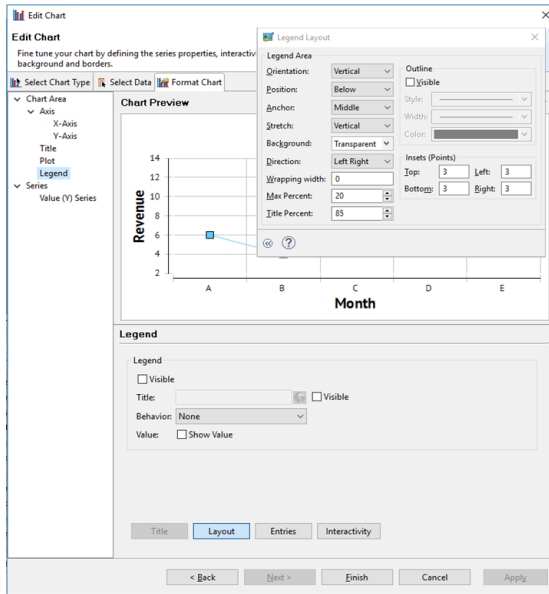 Edit Chart
Edit Chart
Fine tune your chart by defining the series properties, interactiv
background and borders.
Select Chart Type
Select Data
Format Chart
Chart Area
Axis
X-Axis
Y-Axis
Title
Plot
Legend
Series
Value (Y) Series
Chart Preview
14
12
10
8
6
4
2
Revenue
A B C D E
Month
Legend Layout
Legend Area
Orientation: Vertical
Position: Below
Anchor: Middle
Stretch: Vertical
Background: Transparent
Direction: Left Right
Wrapping width: 0
Max Percent: 20
Title Percent: 85
Outline
Visible
Style:
Width:
Color:
Insets (Points)
Top: 3 Left: 3
Bottom: 3 Right: 3
?
Legend
Legend
Visible
Title: Visible
Behavior: None
Value: Show Value
Title Layout Entries Interactivity
< Back Next > Finish Cancel Apply